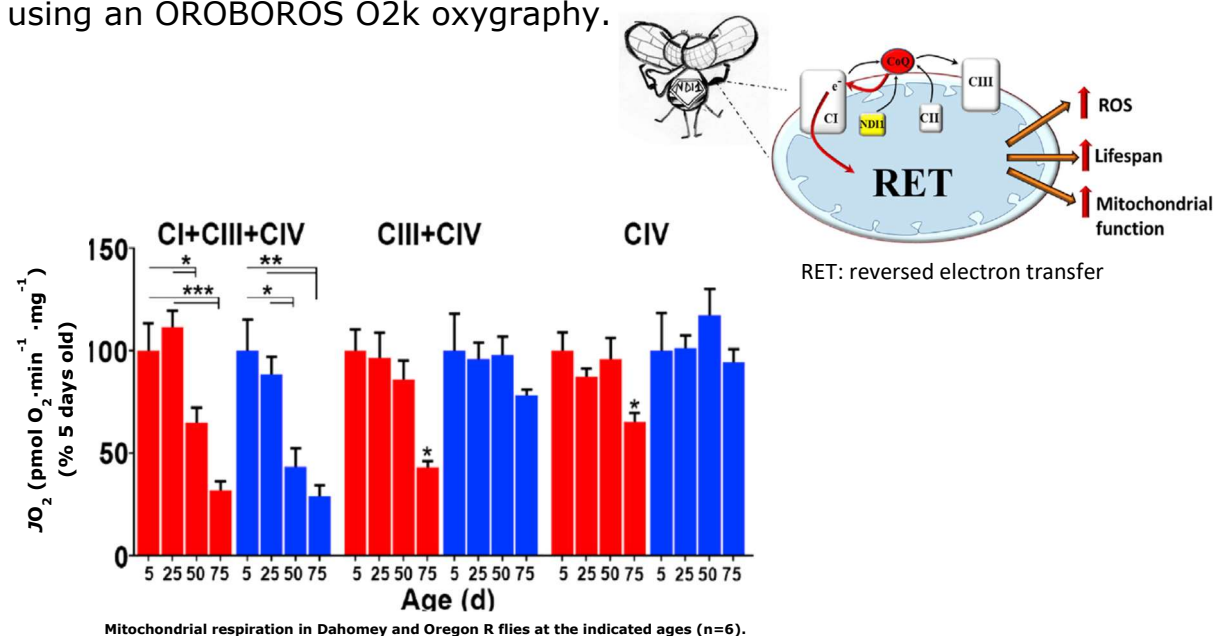 using an OROBOROS O2k oxygraphy.
NDI1
e⁻
CI
CoQ
NDI1
CII
CIII
RET
ROS
Lifespan
Mitochondrial
function
RET: reversed electron transfer
CI+CIII+CIV
CIII+CIV
CIV
JO₂ (pmol O₂·min⁻¹ ·mg⁻¹)
(% 5 days old)
150
100
50
0
* *** * **
*
*
5 25 50 75 5 25 50 75 5 25 50 75 5 25 50 75 5 25 50 75 5 25 50 75
Age (d)
Mitochondrial respiration in Dahomey and Oregon R flies at the indicated ages (n=6).